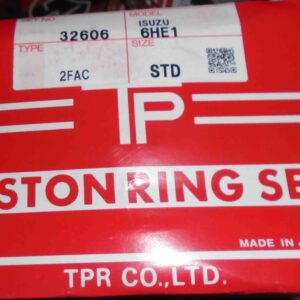 MODEL
32606 ISUZU 6HE1
TYPE SIZE
2FAC STD
TP
STON RING SE
MADE IN
TPR CO.,LTD.